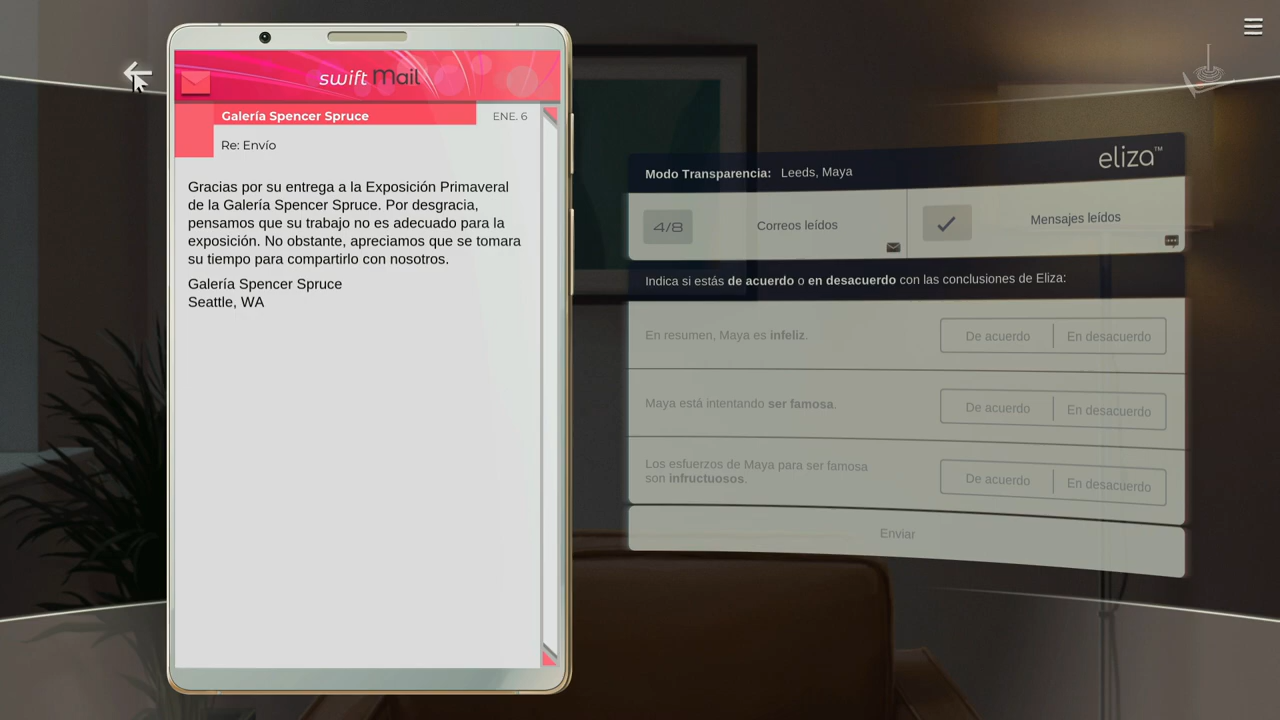 swift mail
Galería Spencer Spruce
ENE. 6
Re: Envío
Gracias por su entrega a la Exposición Primaveral
de la Galería Spencer Spruce. Por desgracia,
pensamos que su trabajo no es adecuado para la
exposición. No obstante, apreciamos que se tomara
su tiempo para compartirlo con nosotros.
Galería Spencer Spruce
Seattle, WA
eliza™
Modo Transparencia: Leeds, Maya
4/8
Correos leídos
Mensajes leídos
Indica si estás de acuerdo o en desacuerdo con las conclusiones de Eliza:
En resumen, Maya es infeliz.
De acuerdo
En desacuerdo
Maya está intentando ser famosa.
De acuerdo
En desacuerdo
Los esfuerzos de Maya para ser famosa
son infructuosos.
De acuerdo
En desacuerdo
Enviar